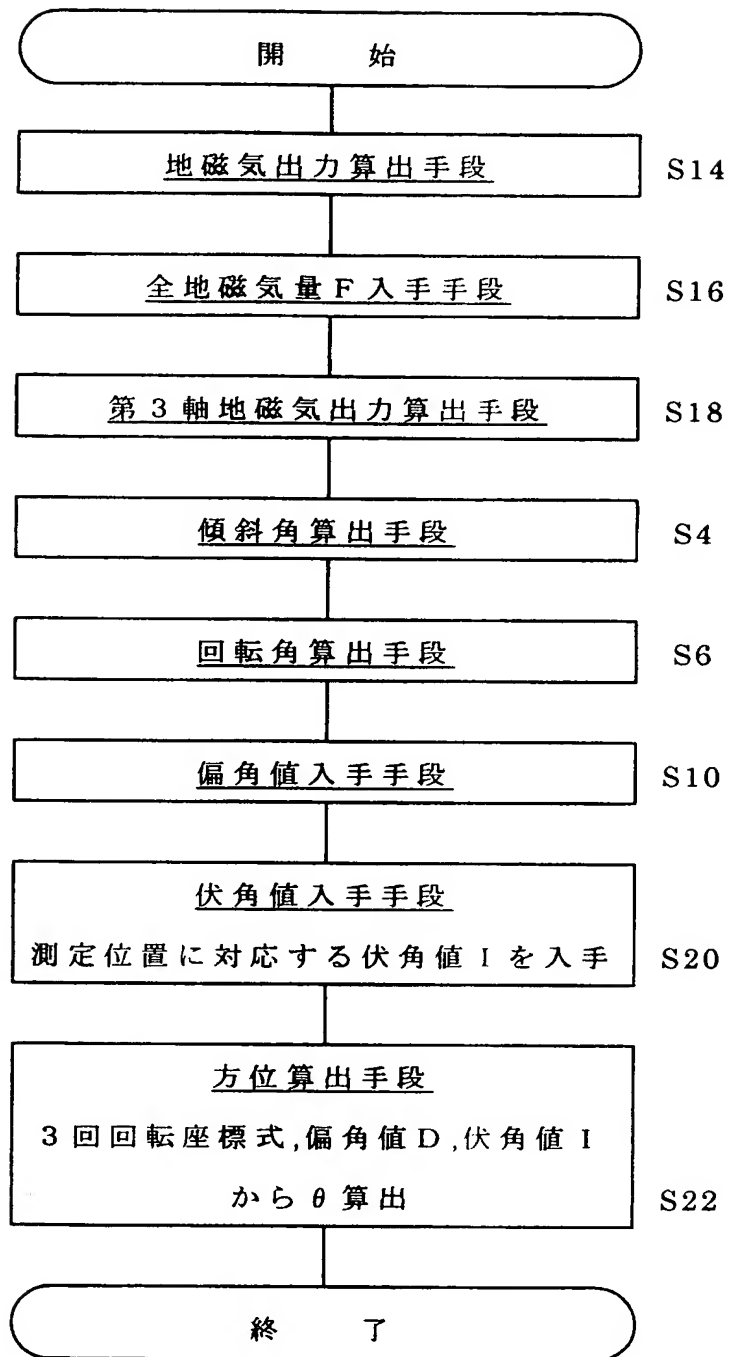 開 始
地磁気出力算出手段
S14
全地磁気量F入手手段
S16
第3軸地磁気出力算出手段
S18
傾斜角算出手段
S4
回転角算出手段
S6
偏角値入手手段
S10
伏角値入手手段
測定位置に対応する伏角値Iを入手
S20
方位算出手段
3回回転座標式,偏角値D,伏角値I
からθ算出
S22
終 了